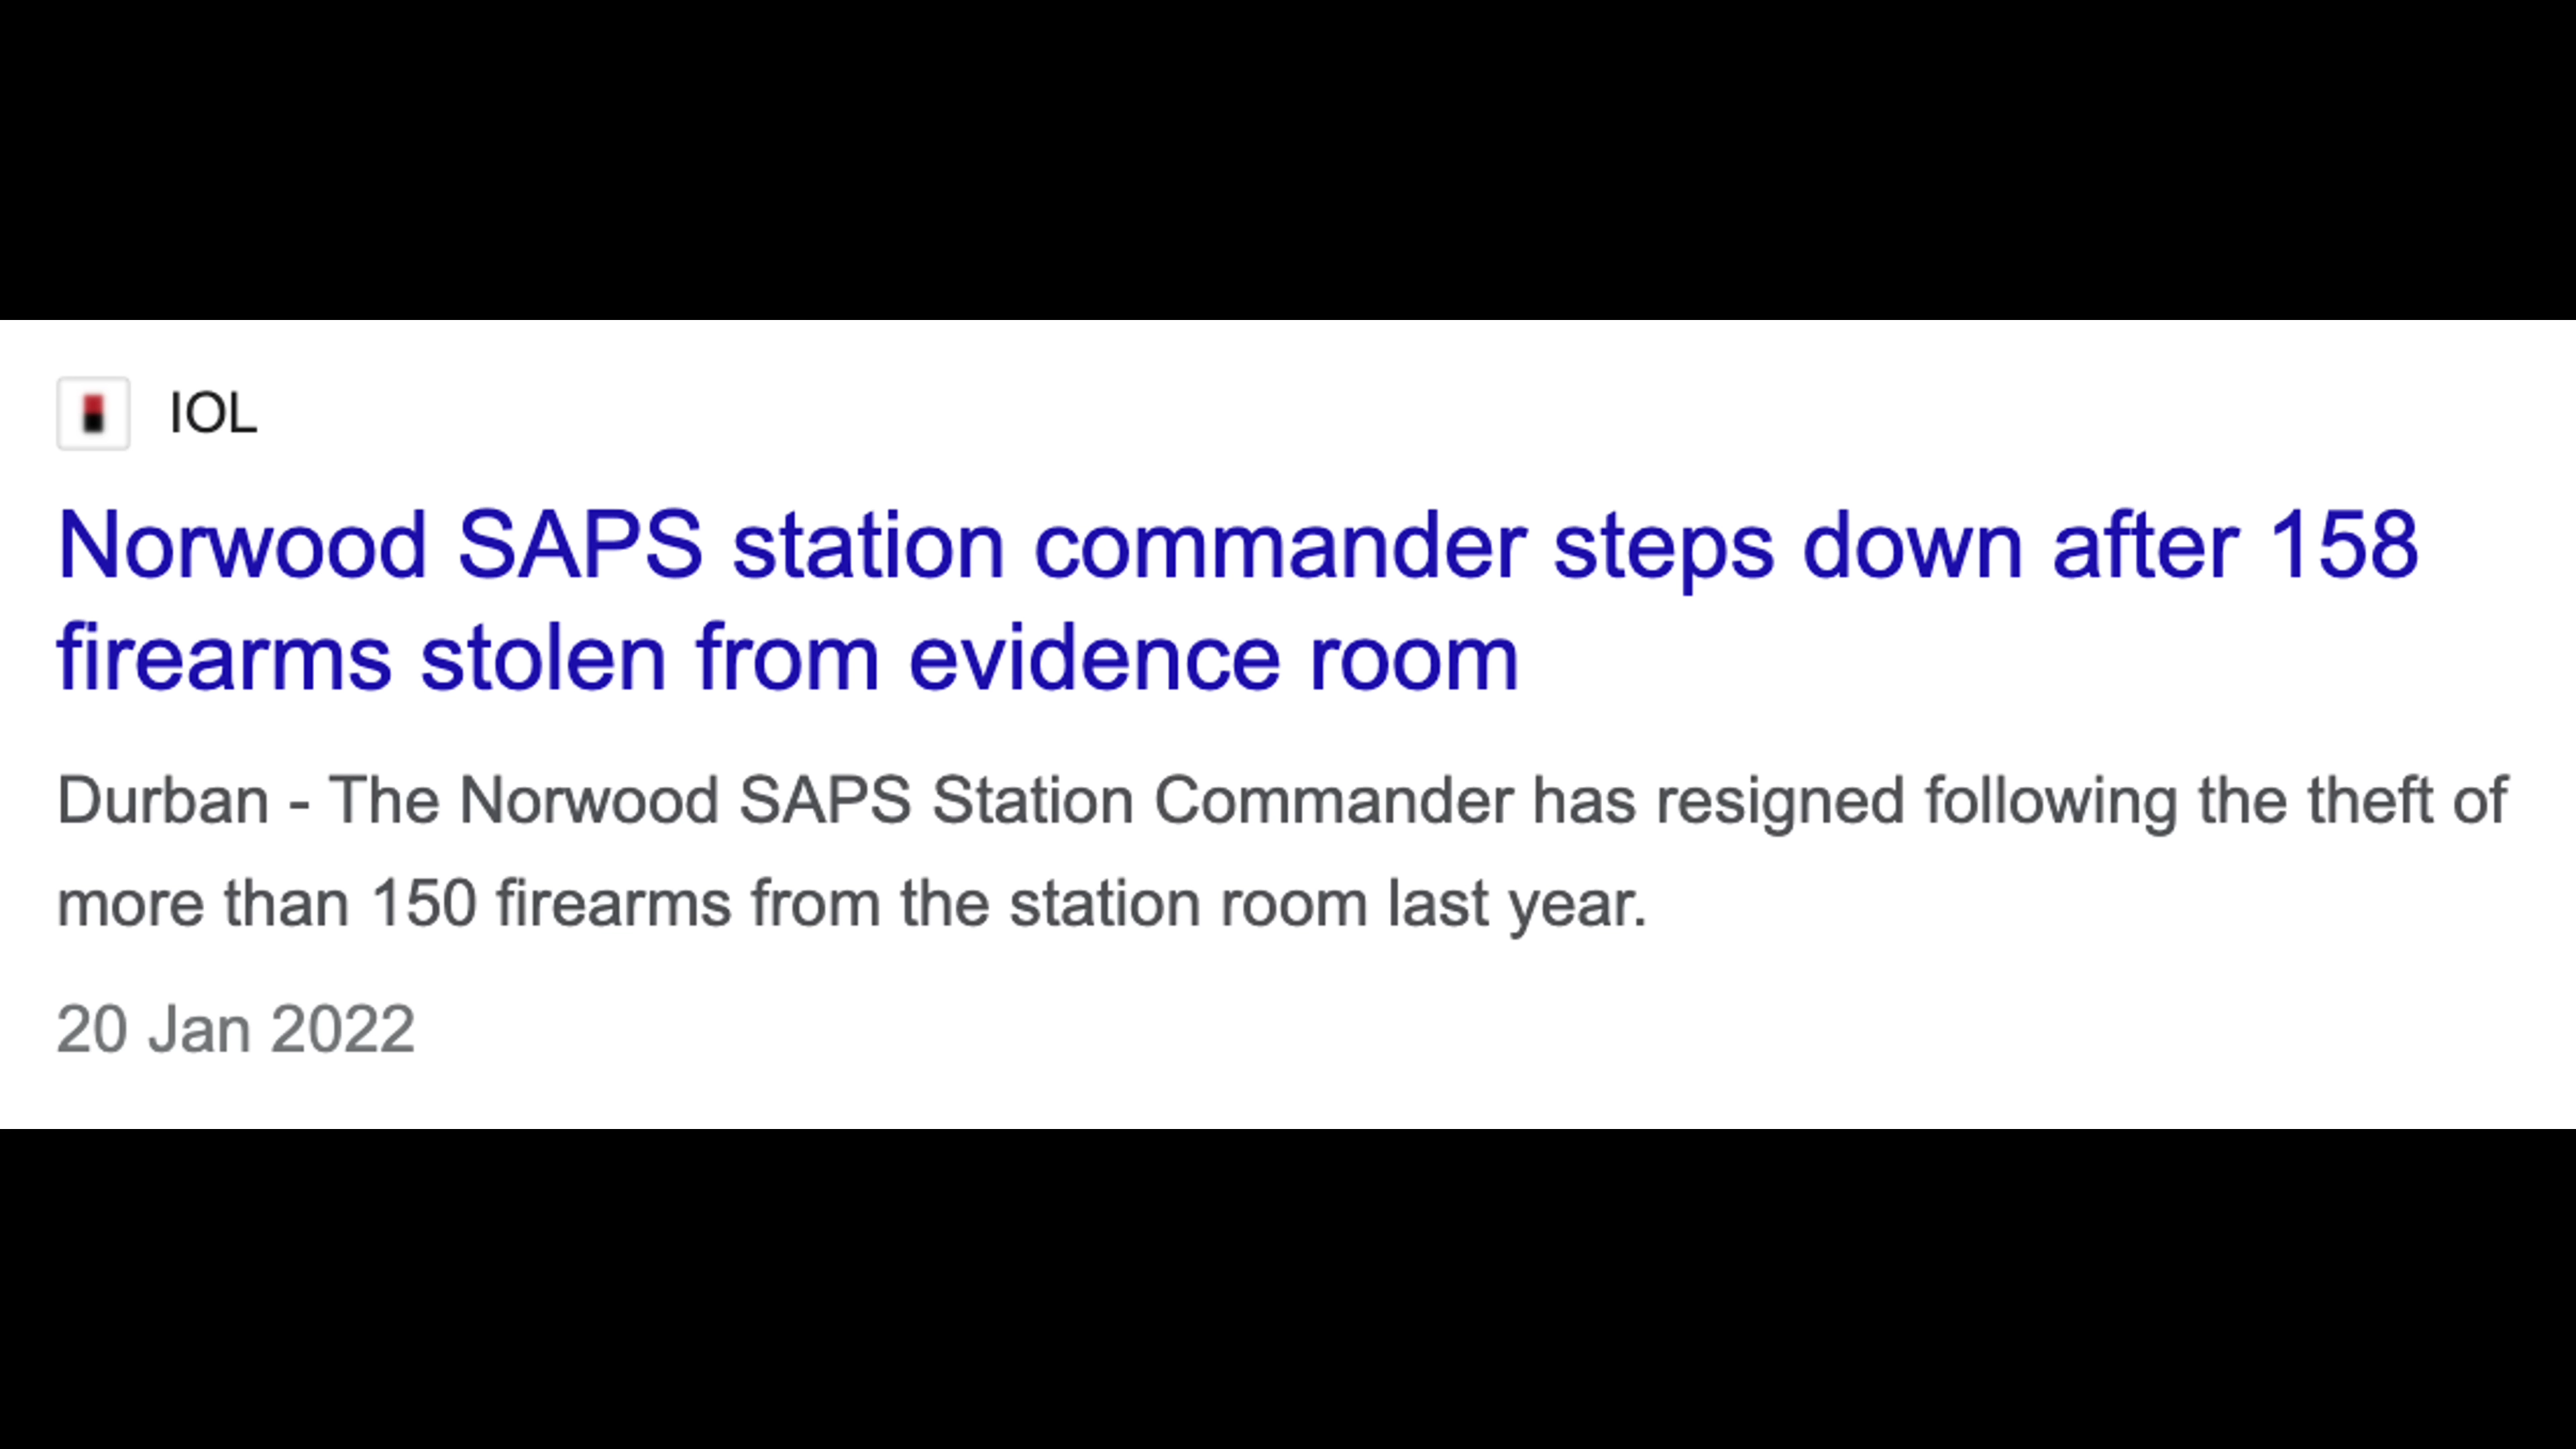 IOL
Norwood SAPS station commander steps down after 158
firearms stolen from evidence room
Durban - The Norwood SAPS Station Commander has resigned following the theft of
more than 150 firearms from the station room last year.
20 Jan 2022